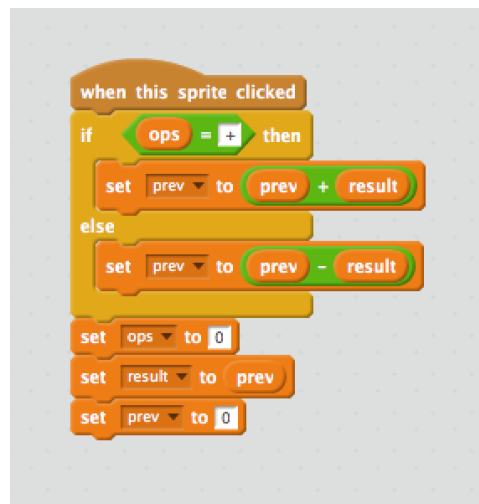 when this sprite clicked
if ops = + then
set prev to prev + result
else
set prev to prev - result
set ops to 0
set result to prev
set prev to 0